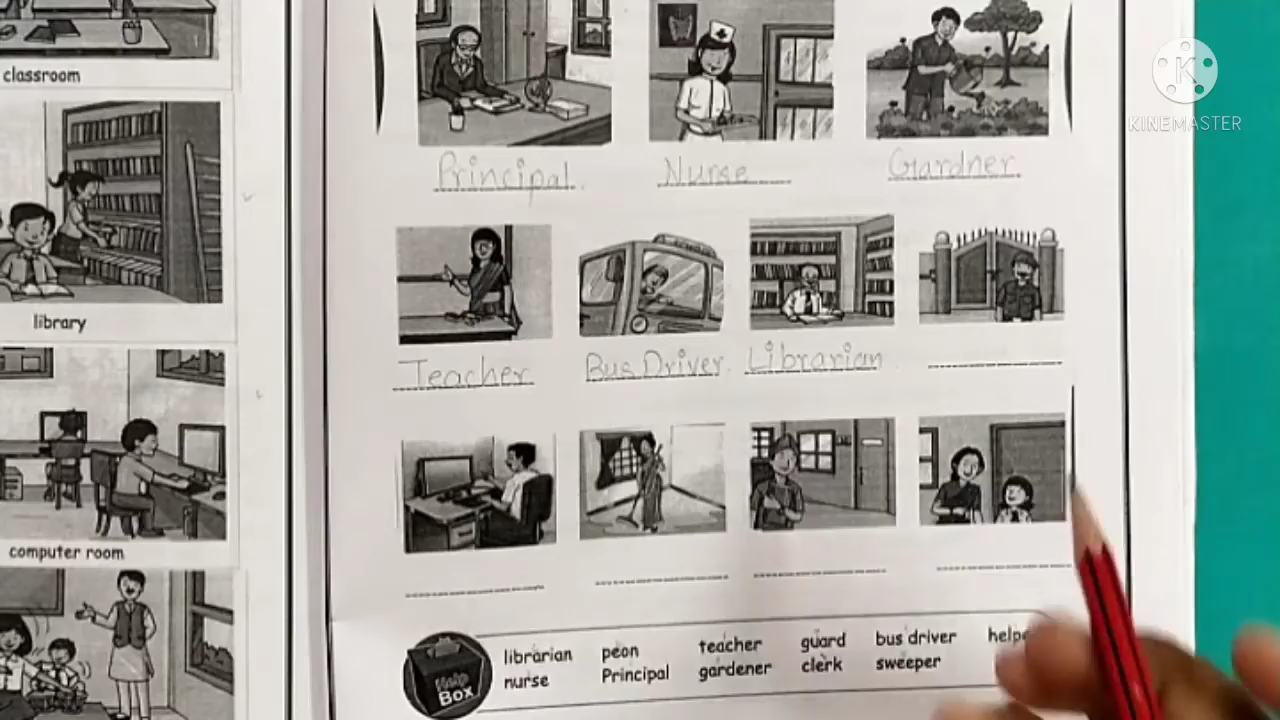 classroom
library
computer room
KINEMASTER
Principal Nurse Gardner
Teacher Bus Driver Librarian
librarian peon teacher guard bus driver
nurse Principal gardener clerk sweeper
Help
Box